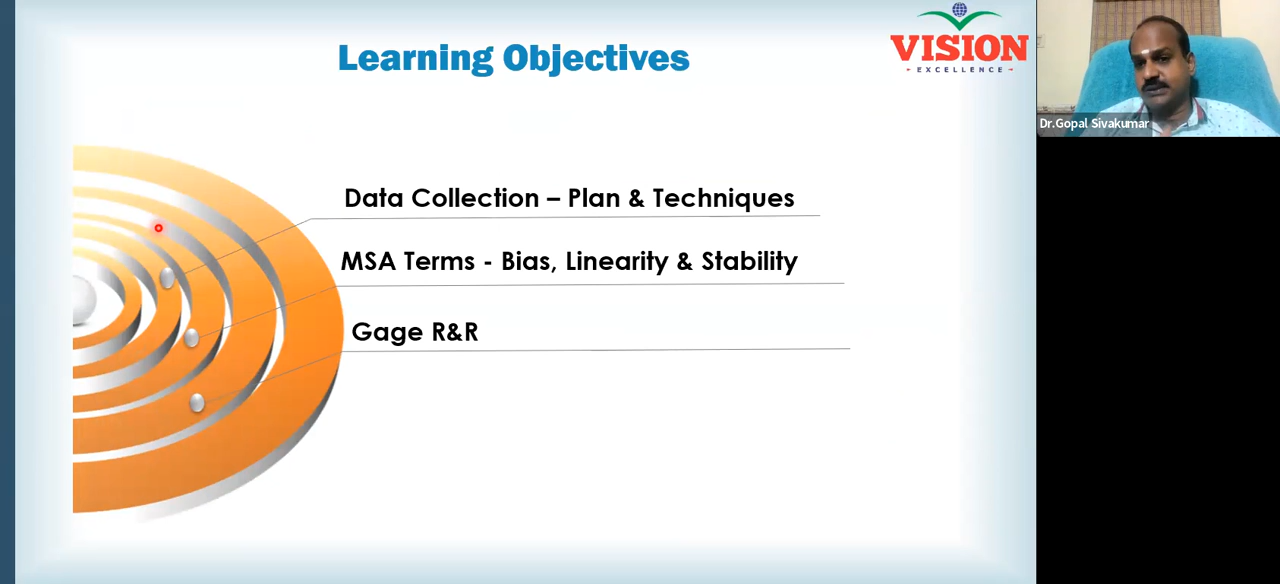 Learning Objectives
VISION
- EXCELLENCE -
Dr.Gopal Sivakumar
Data Collection – Plan & Techniques
MSA Terms - Bias, Linearity & Stability
Gage R&R